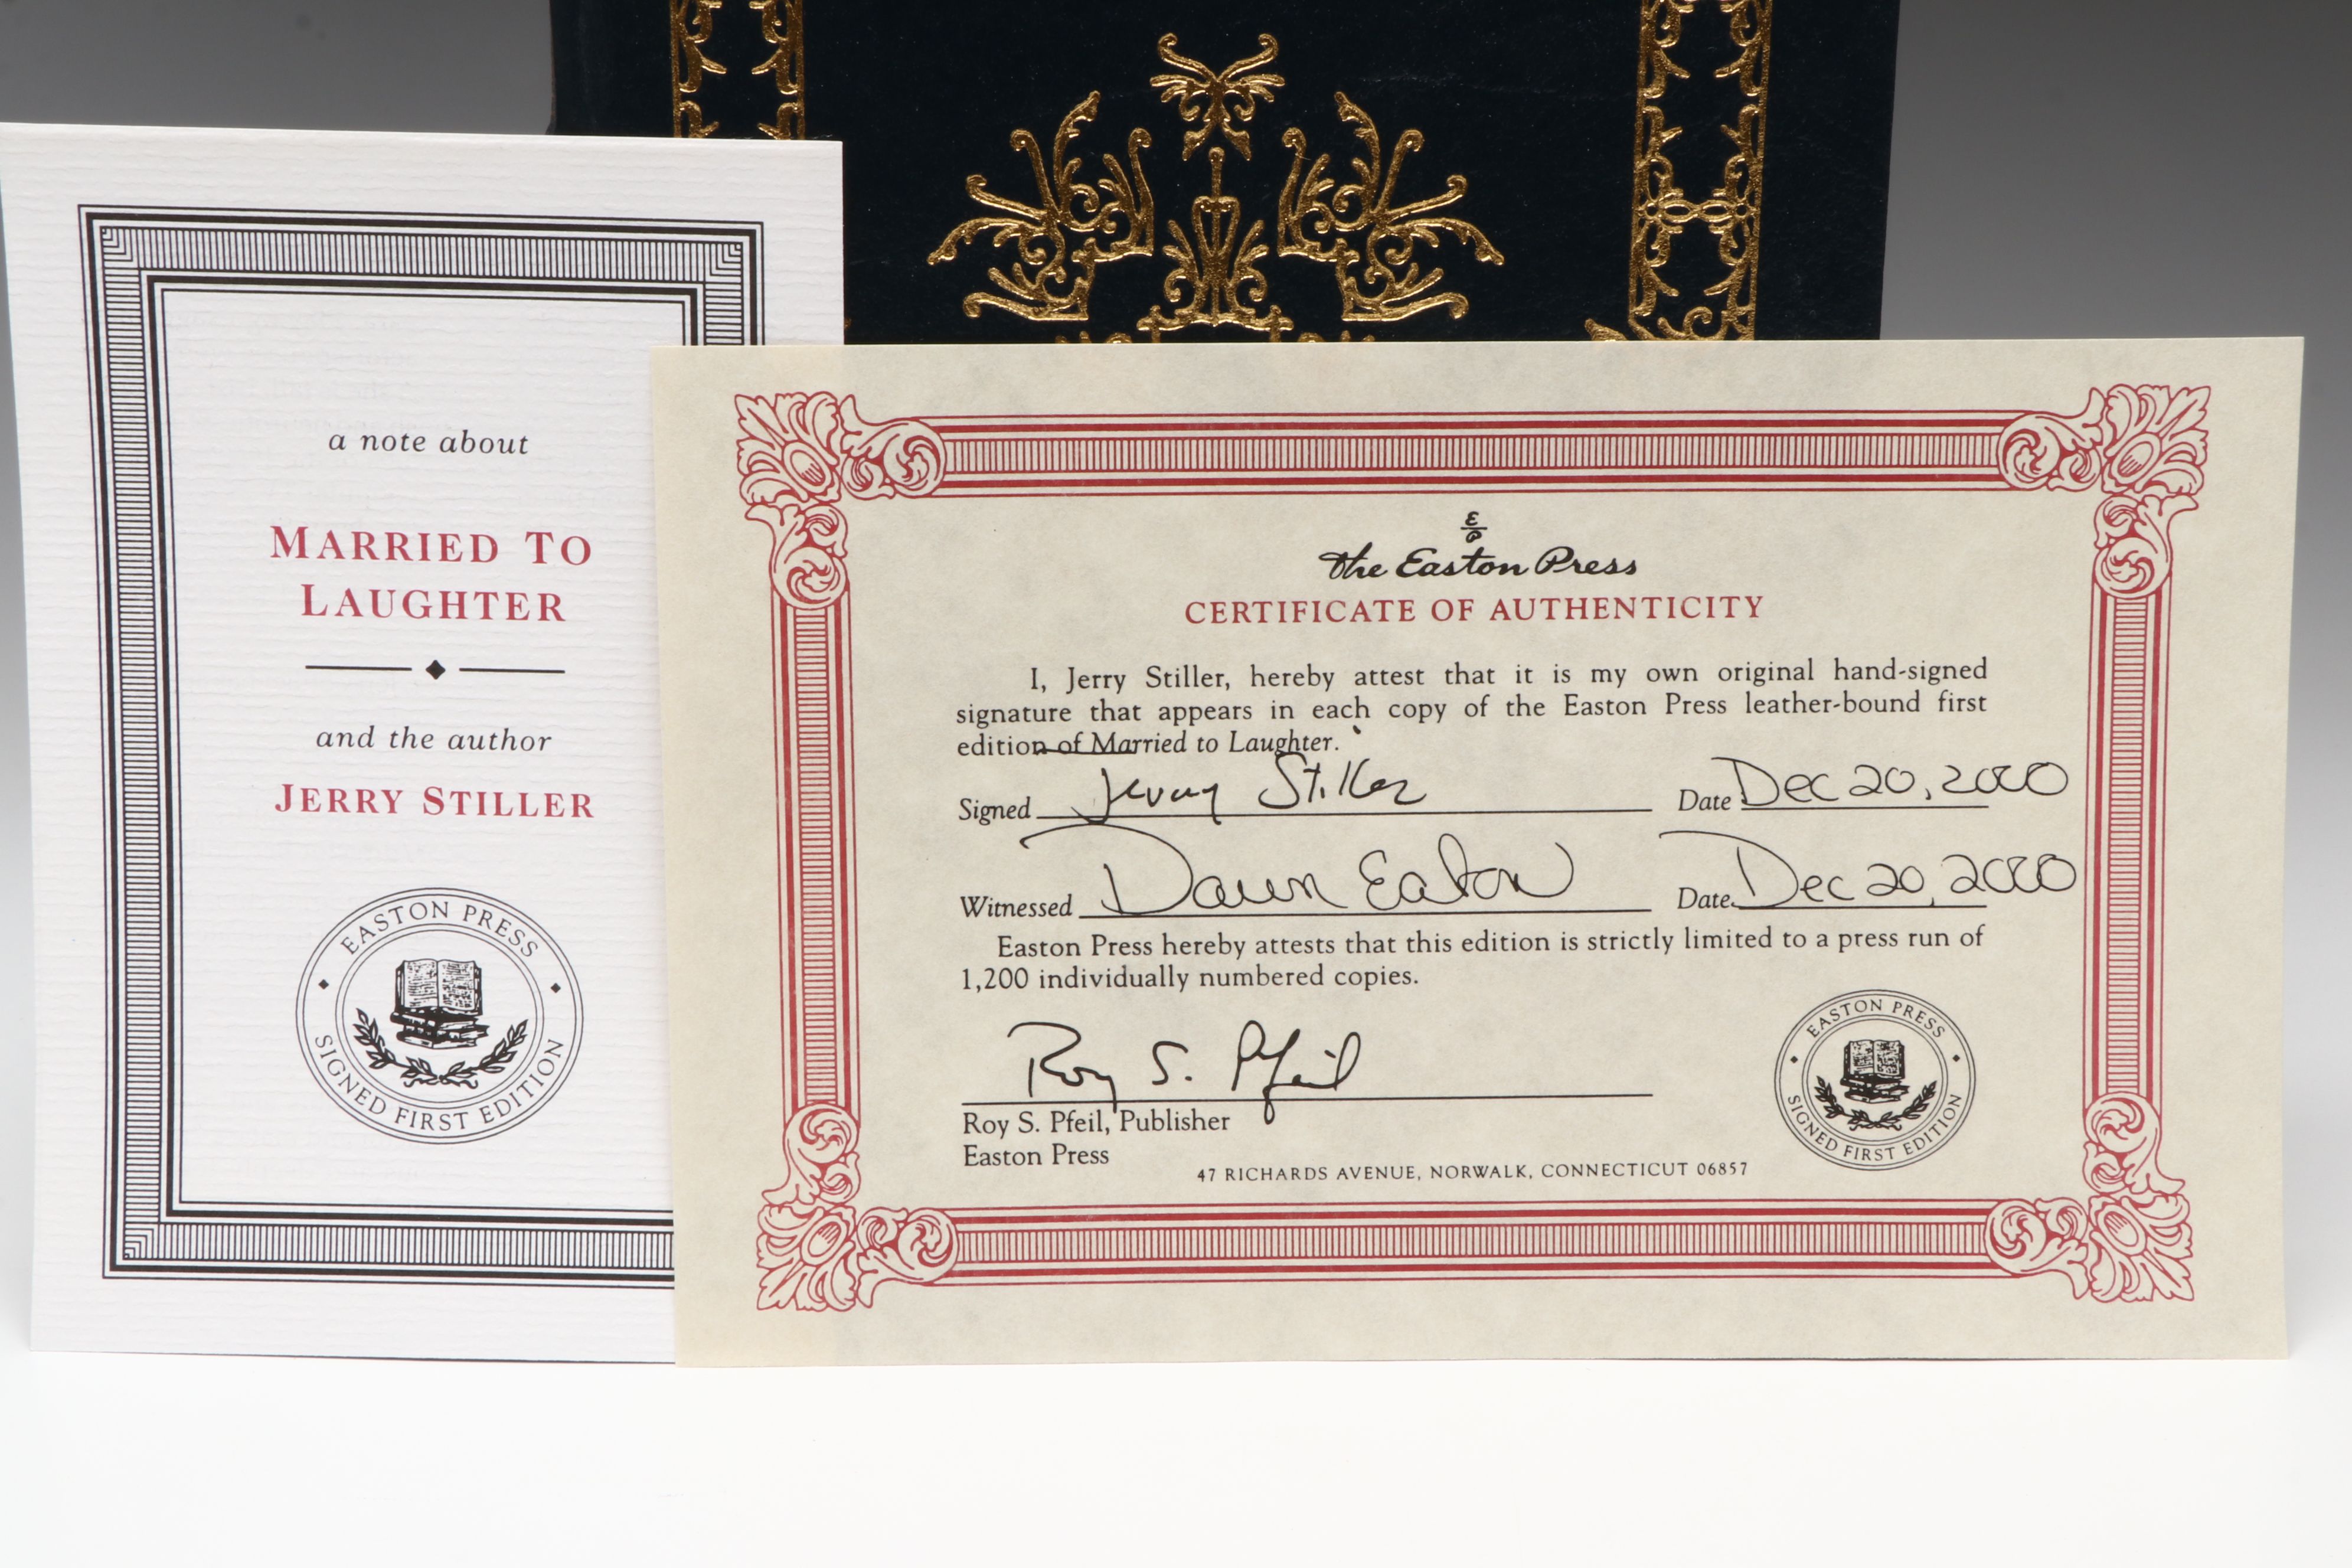 a note about
MARRIED TO
LAUGHTER
and the author
JERRY STILLER
EASTON PRESS
SIGNED FIRST EDITION
E
P
the Easton Press
CERTIFICATE OF AUTHENTICITY
I, Jerry Stiller, hereby attest that it is my own original hand-signed
signature that appears in each copy of the Easton Press leather-bound first
edition of Married to Laughter.
Signed Jerry Stiller Date Dec 20, 2000
Witnessed Dawn Eaton Date Dec 20, 2000
Easton Press hereby attests that this edition is strictly limited to a press run of
1,200 individually numbered copies.
Roy S. Pfeil
Roy S. Pfeil, Publisher
Easton Press
47 RICHARDS AVENUE, NORWALK, CONNECTICUT 06857
EASTON PRESS
SIGNED FIRST EDITION